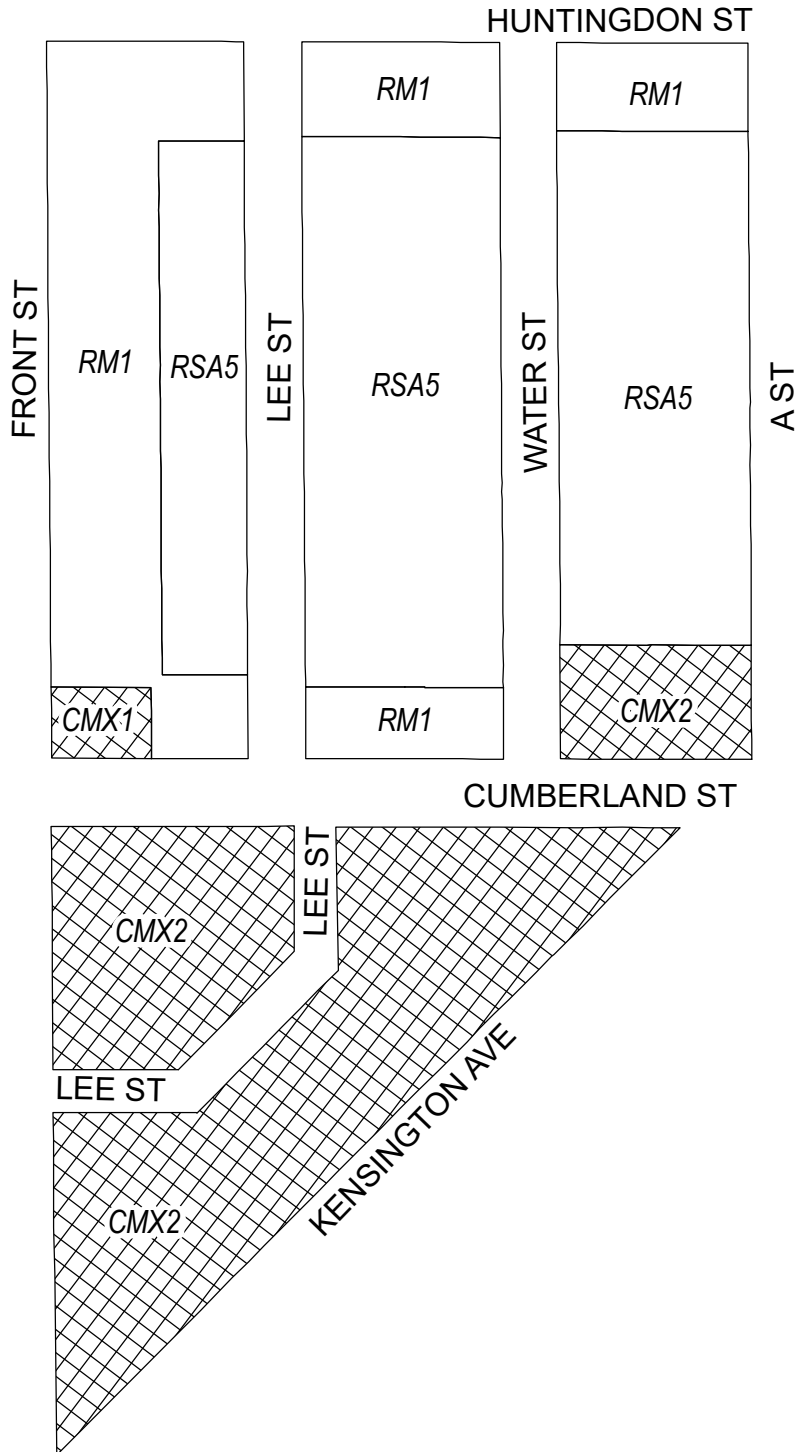 HUNTINGDON ST
RM1
RM1
FRONT ST
RM1
RSA5
LEE ST
RSA5
WATER ST
RSA5
A ST
CMX1
RM1
CMX2
CUMBERLAND ST
LEE ST
CMX2
LEE ST
KENSINGTON AVE
CMX2